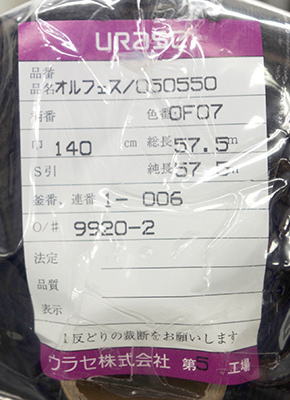 urase
品番
品名オルフェス/050550
柄番 色番OF07
巾 140 cm 総長57.5m
S引 純長57.5m
釜番、連番 1- 006
O/# 9920-2
法定
品質
表示
1反どりの裁断をお願いします
ウラセ株式会社 第5工場